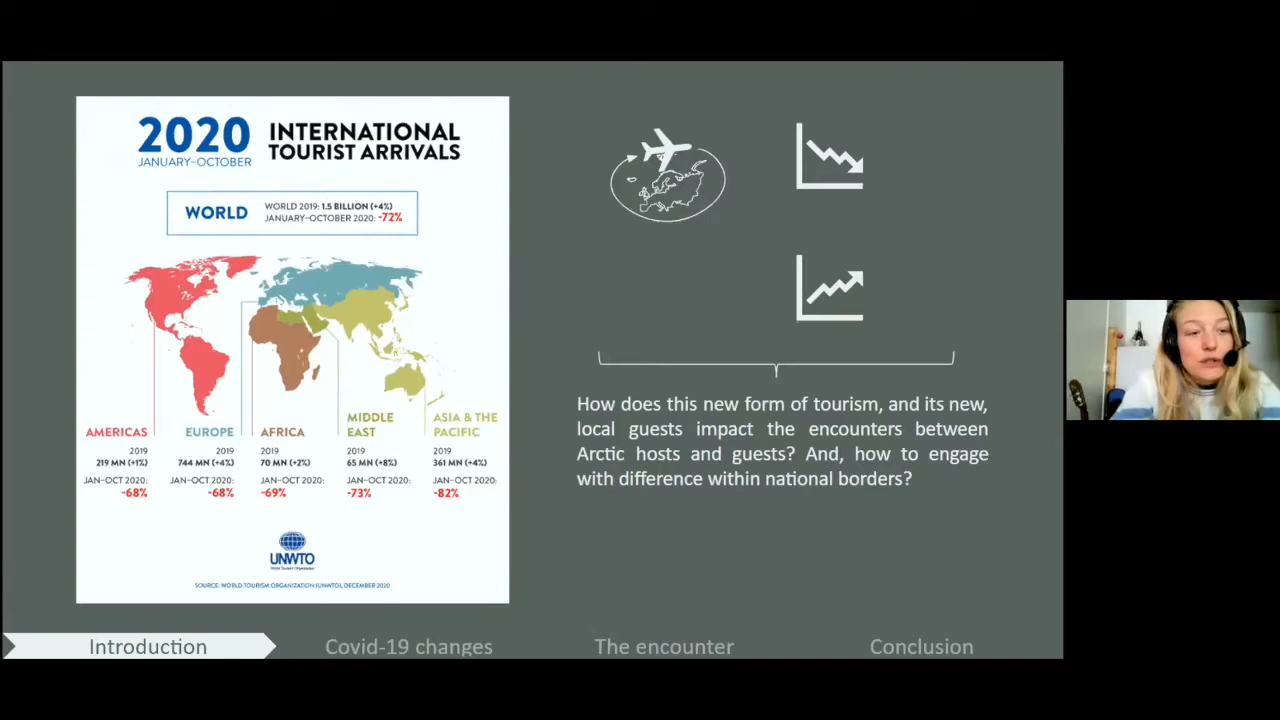 2020
JANUARY–OCTOBER
INTERNATIONAL
TOURIST ARRIVALS
WORLD
WORLD 2019: 1.5 BILLION (+4%)
JANUARY–OCTOBER 2020: -72%
AMERICAS
2019
219 MN (+1%)
JAN–OCT 2020:
-68%
EUROPE
2019
744 MN (+4%)
JAN–OCT 2020:
-68%
AFRICA
2019
70 MN (+2%)
JAN–OCT 2020:
-69%
MIDDLE
EAST
2019
65 MN (+8%)
JAN–OCT 2020:
-73%
ASIA & THE
PACIFIC
2019
361 MN (+4%)
JAN–OCT 2020:
-82%
UNWTO
World Tourism Organization
SOURCE: WORLD TOURISM ORGANIZATION (UNWTO), DECEMBER 2020
How does this new form of tourism, and its new,
local guests impact the encounters between
Arctic hosts and guests? And, how to engage
with difference within national borders?
Introduction
Covid-19 changes
The encounter
Conclusion